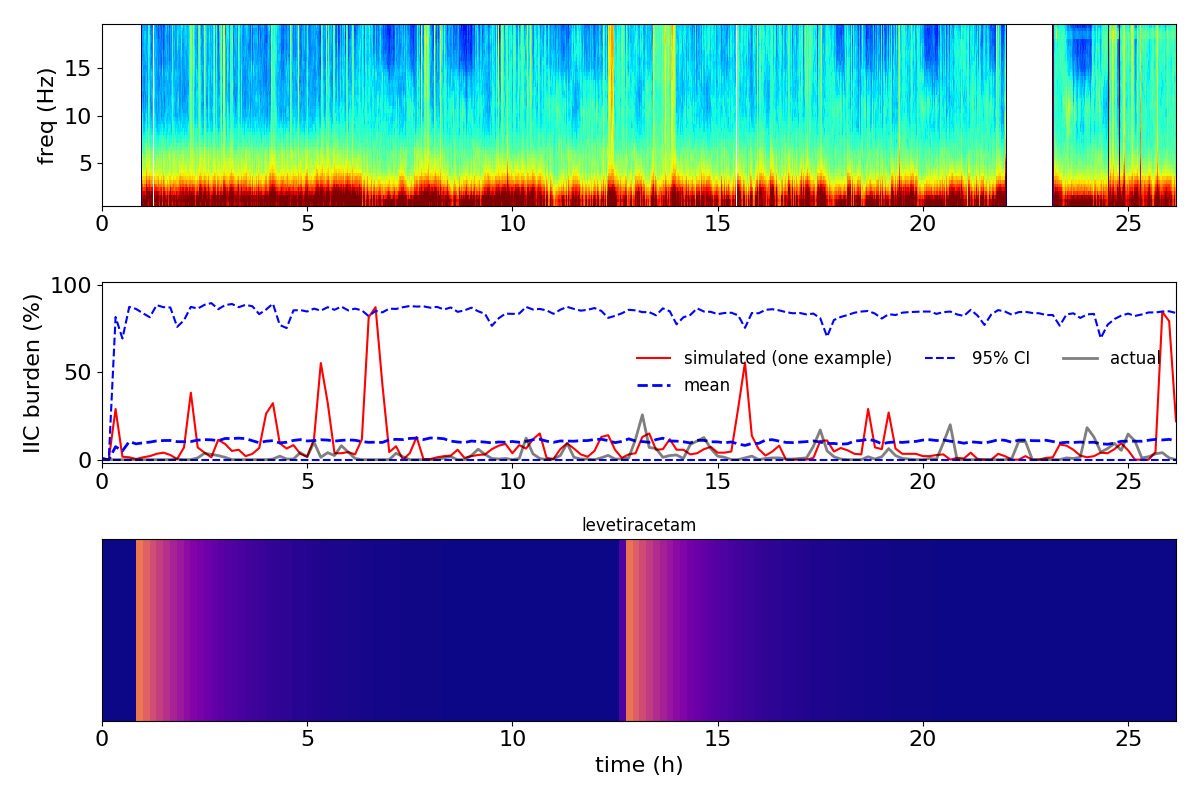 freq (Hz)
15
10
5
0 5 10 15 20 25
IIC burden (%)
100
50
0
simulated (one example) 95% CI actual
mean
0 5 10 15 20 25
levetiracetam
0 5 10 15 20 25
time (h)